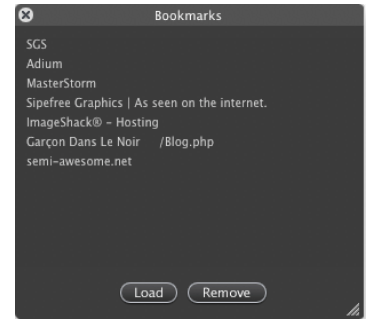 Bookmarks
SGS
Adium
MasterStorm
Sipefree Graphics | As seen on the internet.
ImageShack® - Hosting
Garçon Dans Le Noir /Blog.php
semi-awesome.net
Load Remove